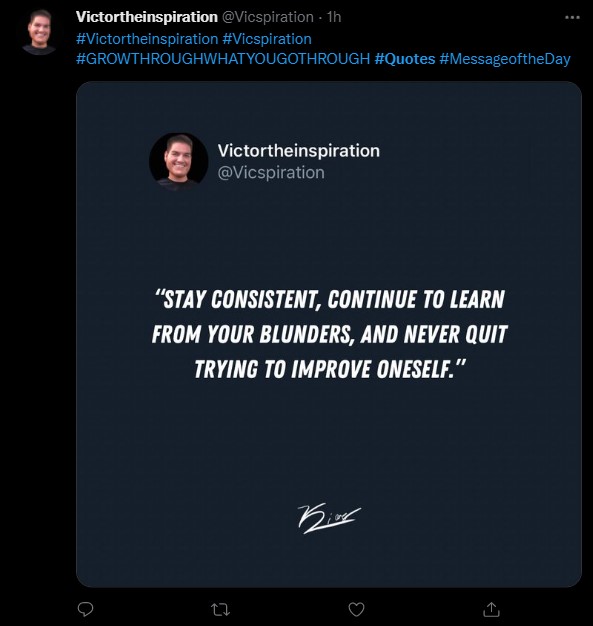 Victortheinspiration @Vicspiration · 1h
#Victortheinspiration #Vicspiration
#GROWTHROUGHWHATYOUGOTHROUGH #Quotes #MessageoftheDay
Victortheinspiration
@Vicspiration
“STAY CONSISTENT, CONTINUE TO LEARN
FROM YOUR BLUNDERS, AND NEVER QUIT
TRYING TO IMPROVE ONESELF.”